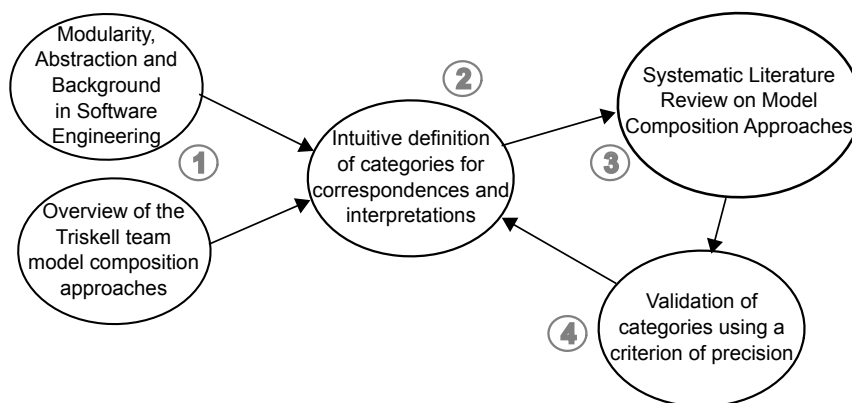 Modularity,
Abstraction and
Background
in Software
Engineering
1
Overview of the
Triskell team
model composition
approaches
Intuitive definition
of categories for
correspondences and
interpretations
2
Systematic Literature
Review on Model
Composition Approaches
3
Validation of
categories using a
criterion of precision
4